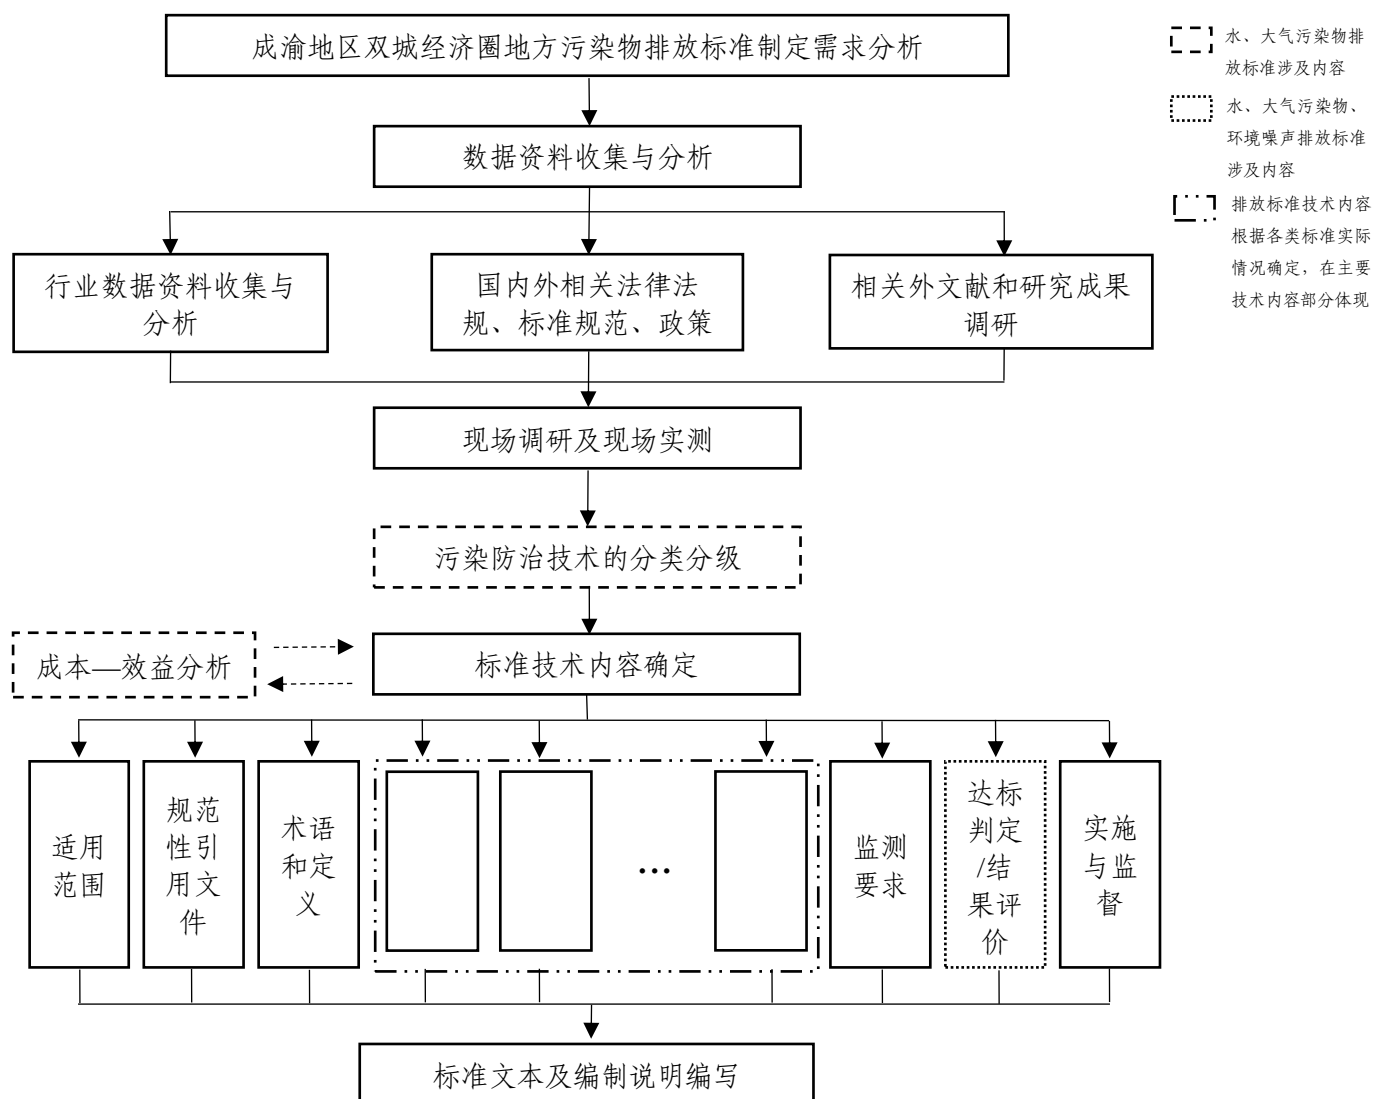 成渝地区双城经济圈地方污染物排放标准制定需求分析
水、大气污染物排
放标准涉及内容
水、大气污染物、
环境噪声排放标准
涉及内容
排放标准技术内容
根据各类标准实际
情况确定，在主要
技术内容部分体现
数据资料收集与分析
行业数据资料收集与
分析
国内外相关法律法
规、标准规范、政策
相关外文献和研究成果
调研
现场调研及现场实测
污染防治技术的分类分级
成本—效益分析
标准技术内容确定
适用
范围
规范
性引
用文
件
术语
和定
义
...
监测
要求
达标
判定
/结
果评
价
实施
与监
督
标准文本及编制说明编写